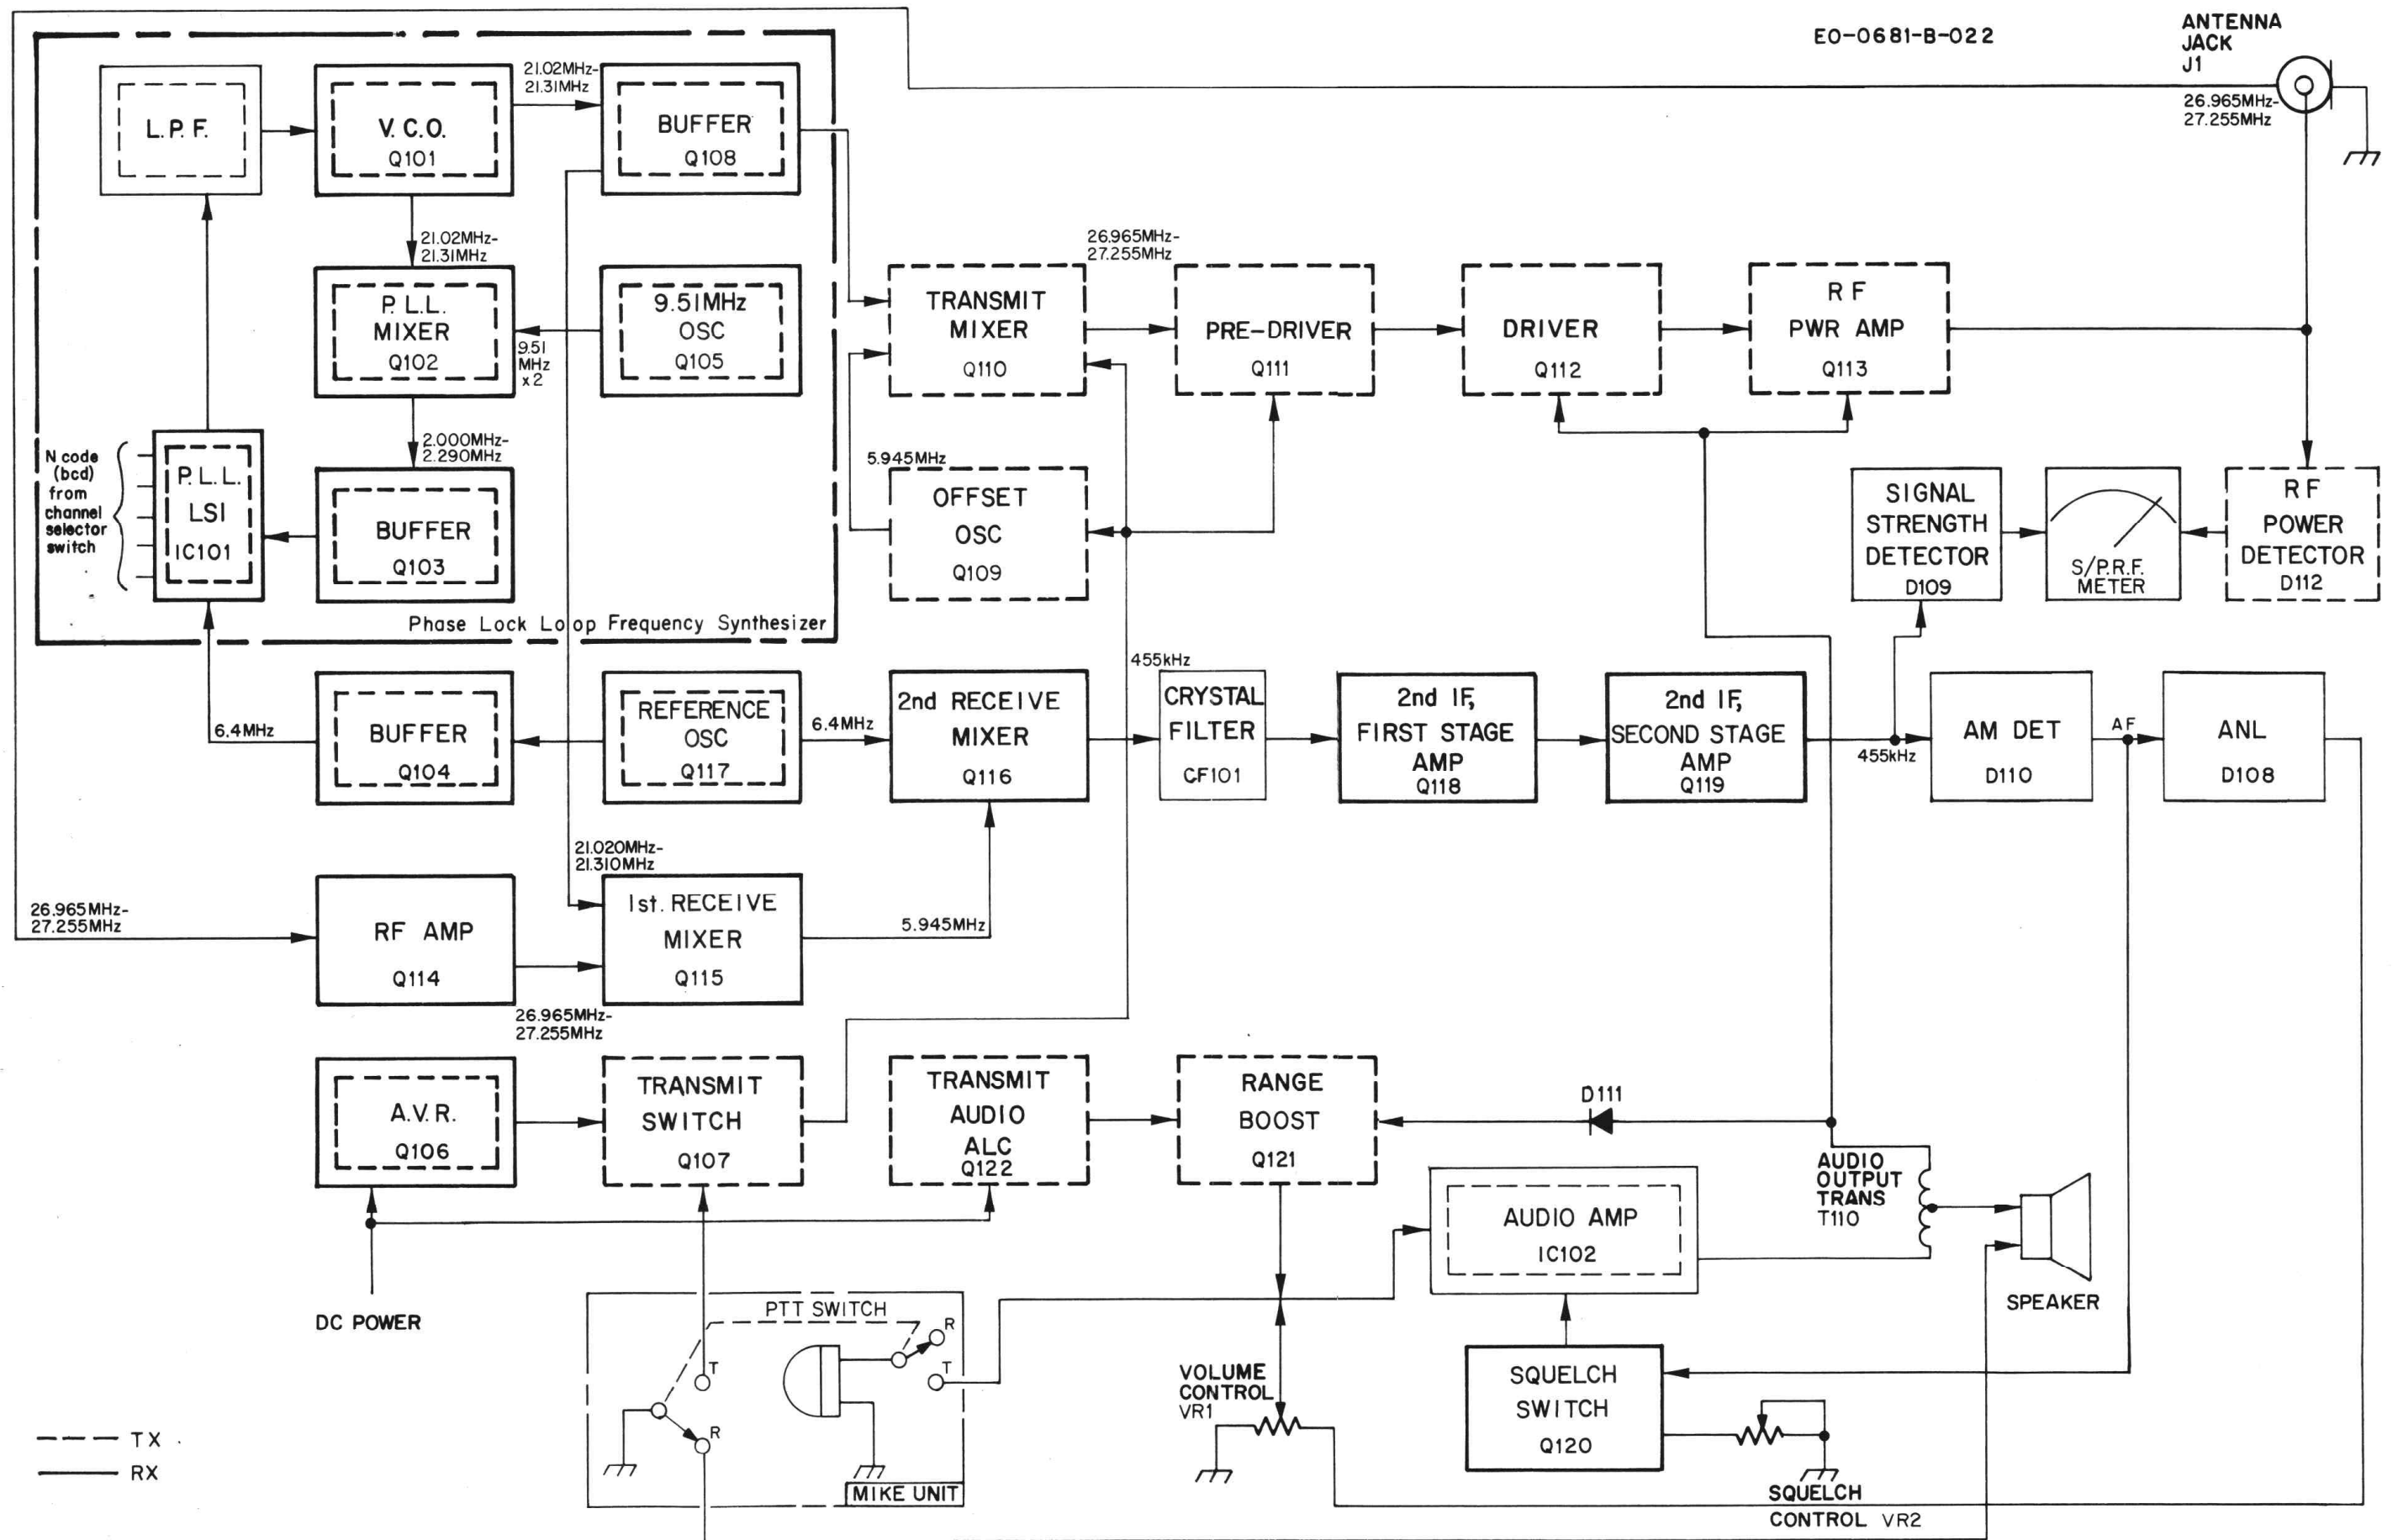 EO-0681-B-022
ANTENNA
JACK
J1
26.965MHz-
27.255MHz
L. P. F.
V. C. O.
Q101
21.02MHz-
21.31MHz
BUFFER
Q108
21.02MHz-
21.31MHz
P. L. L.
MIXER
Q102
9.51
MHz
x2
9.51MHz
OSC
Q105
2.000MHz-
2.290MHz
N code
(bcd)
from
channel
selector
switch
P. L. L.
LSI
IC101
BUFFER
Q103
Phase Lock Loop Frequency Synthesizer
TRANSMIT
MIXER
Q110
26.965MHz-
27.255MHz
PRE-DRIVER
Q111
DRIVER
Q112
RF
PWR AMP
Q113
5.945MHz
OFFSET
OSC
Q109
SIGNAL
STRENGTH
DETECTOR
D109
S/P.R.F.
METER
RF
POWER
DETECTOR
D112
6.4MHz
BUFFER
Q104
REFERENCE
OSC
Q117
6.4MHz
2nd RECEIVE
MIXER
Q116
455kHz
CRYSTAL
FILTER
CF101
2nd IF,
FIRST STAGE
AMP
Q118
2nd IF,
SECOND STAGE
AMP
Q119
455kHz
AM DET
D110
AF
ANL
D108
26.965MHz-
27.255MHz
RF AMP
Q114
26.965MHz-
27.255MHz
21.020MHz-
21.310MHz
1st. RECEIVE
MIXER
Q115
5.945MHz
A.V.R.
Q106
TRANSMIT
SWITCH
Q107
TRANSMIT
AUDIO
ALC
Q122
RANGE
BOOST
Q121
D111
AUDIO
OUTPUT
TRANS
T110
AUDIO AMP
IC102
SPEAKER
DC POWER
PTT SWITCH
R
T
T
R
MIKE UNIT
VOLUME
CONTROL
VR1
SQUELCH
SWITCH
Q120
SQUELCH
CONTROL VR2
TX
RX